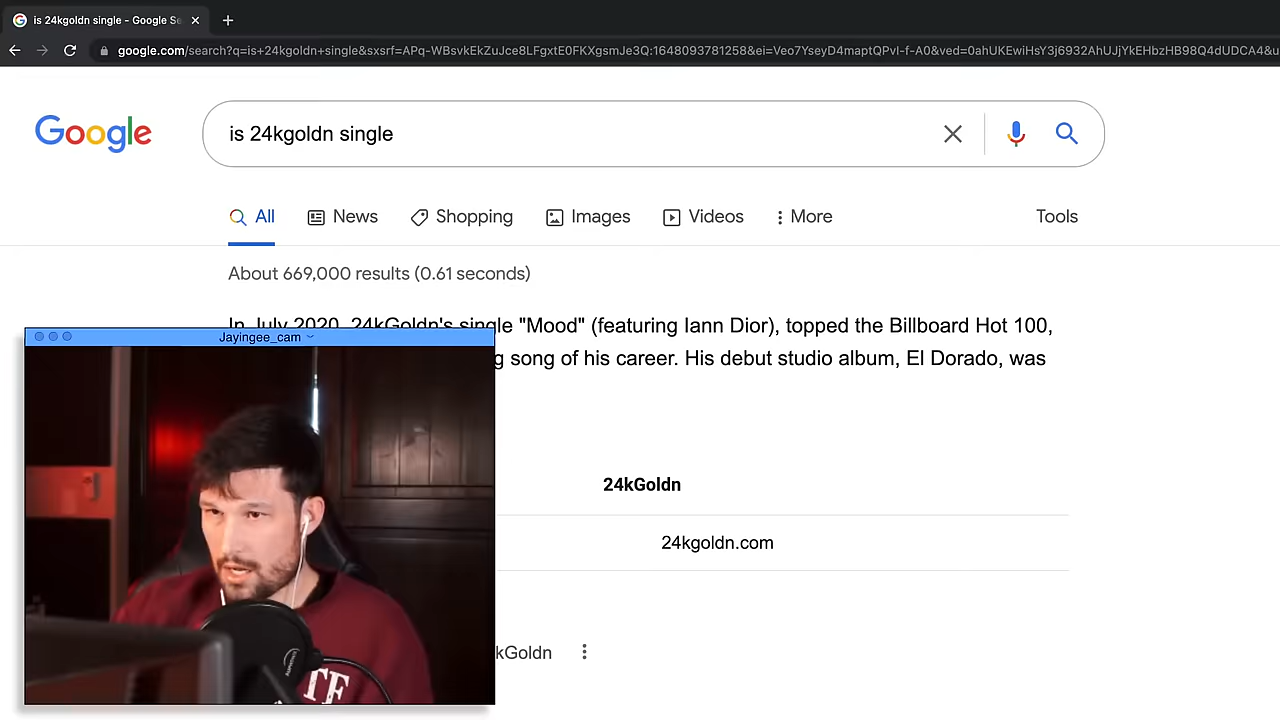 is 24kgoldn single - Google Se
google.com/search?q=is+24kgoldn+single&sxsrf=APq-WBsvkEkZuJce8LFgxtE0FKXgsmJe3Q:1648093781258&ei=Veo7YseyD4maptQPvI-f-A0&ved=0ahUKEwiHsY3j6932AhUJjYkEHbzHB98Q4dUDCA4&u
Google
is 24kgoldn single
All News Shopping Images Videos More Tools
About 669,000 results (0.61 seconds)
In July 2020, 24KGoldn's single "Mood" (featuring Iann Dior), topped the Billboard Hot 100,
Jayingee_cam
g song of his career. His debut studio album, El Dorado, was
24kGoldn
24kgoldn.com
kGoldn
TF